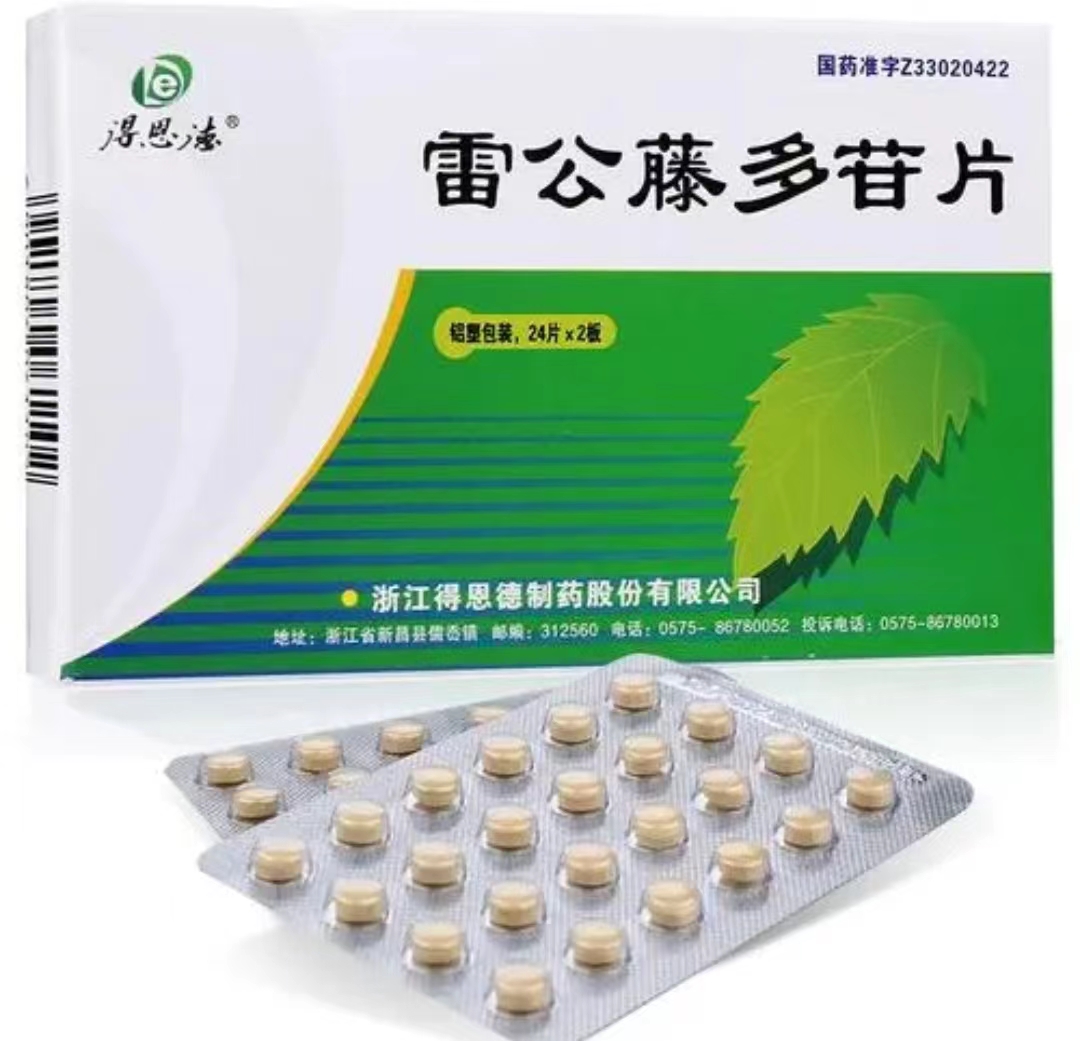 国药准字Z33020422
得恩德®
雷公藤多苷片
铝塑包装，24片x2板
浙江得恩德制药股份有限公司
地址：浙江省新昌县儒岙镇 邮编：312560 电话：0575- 86780052 投诉电话：0575-86780013